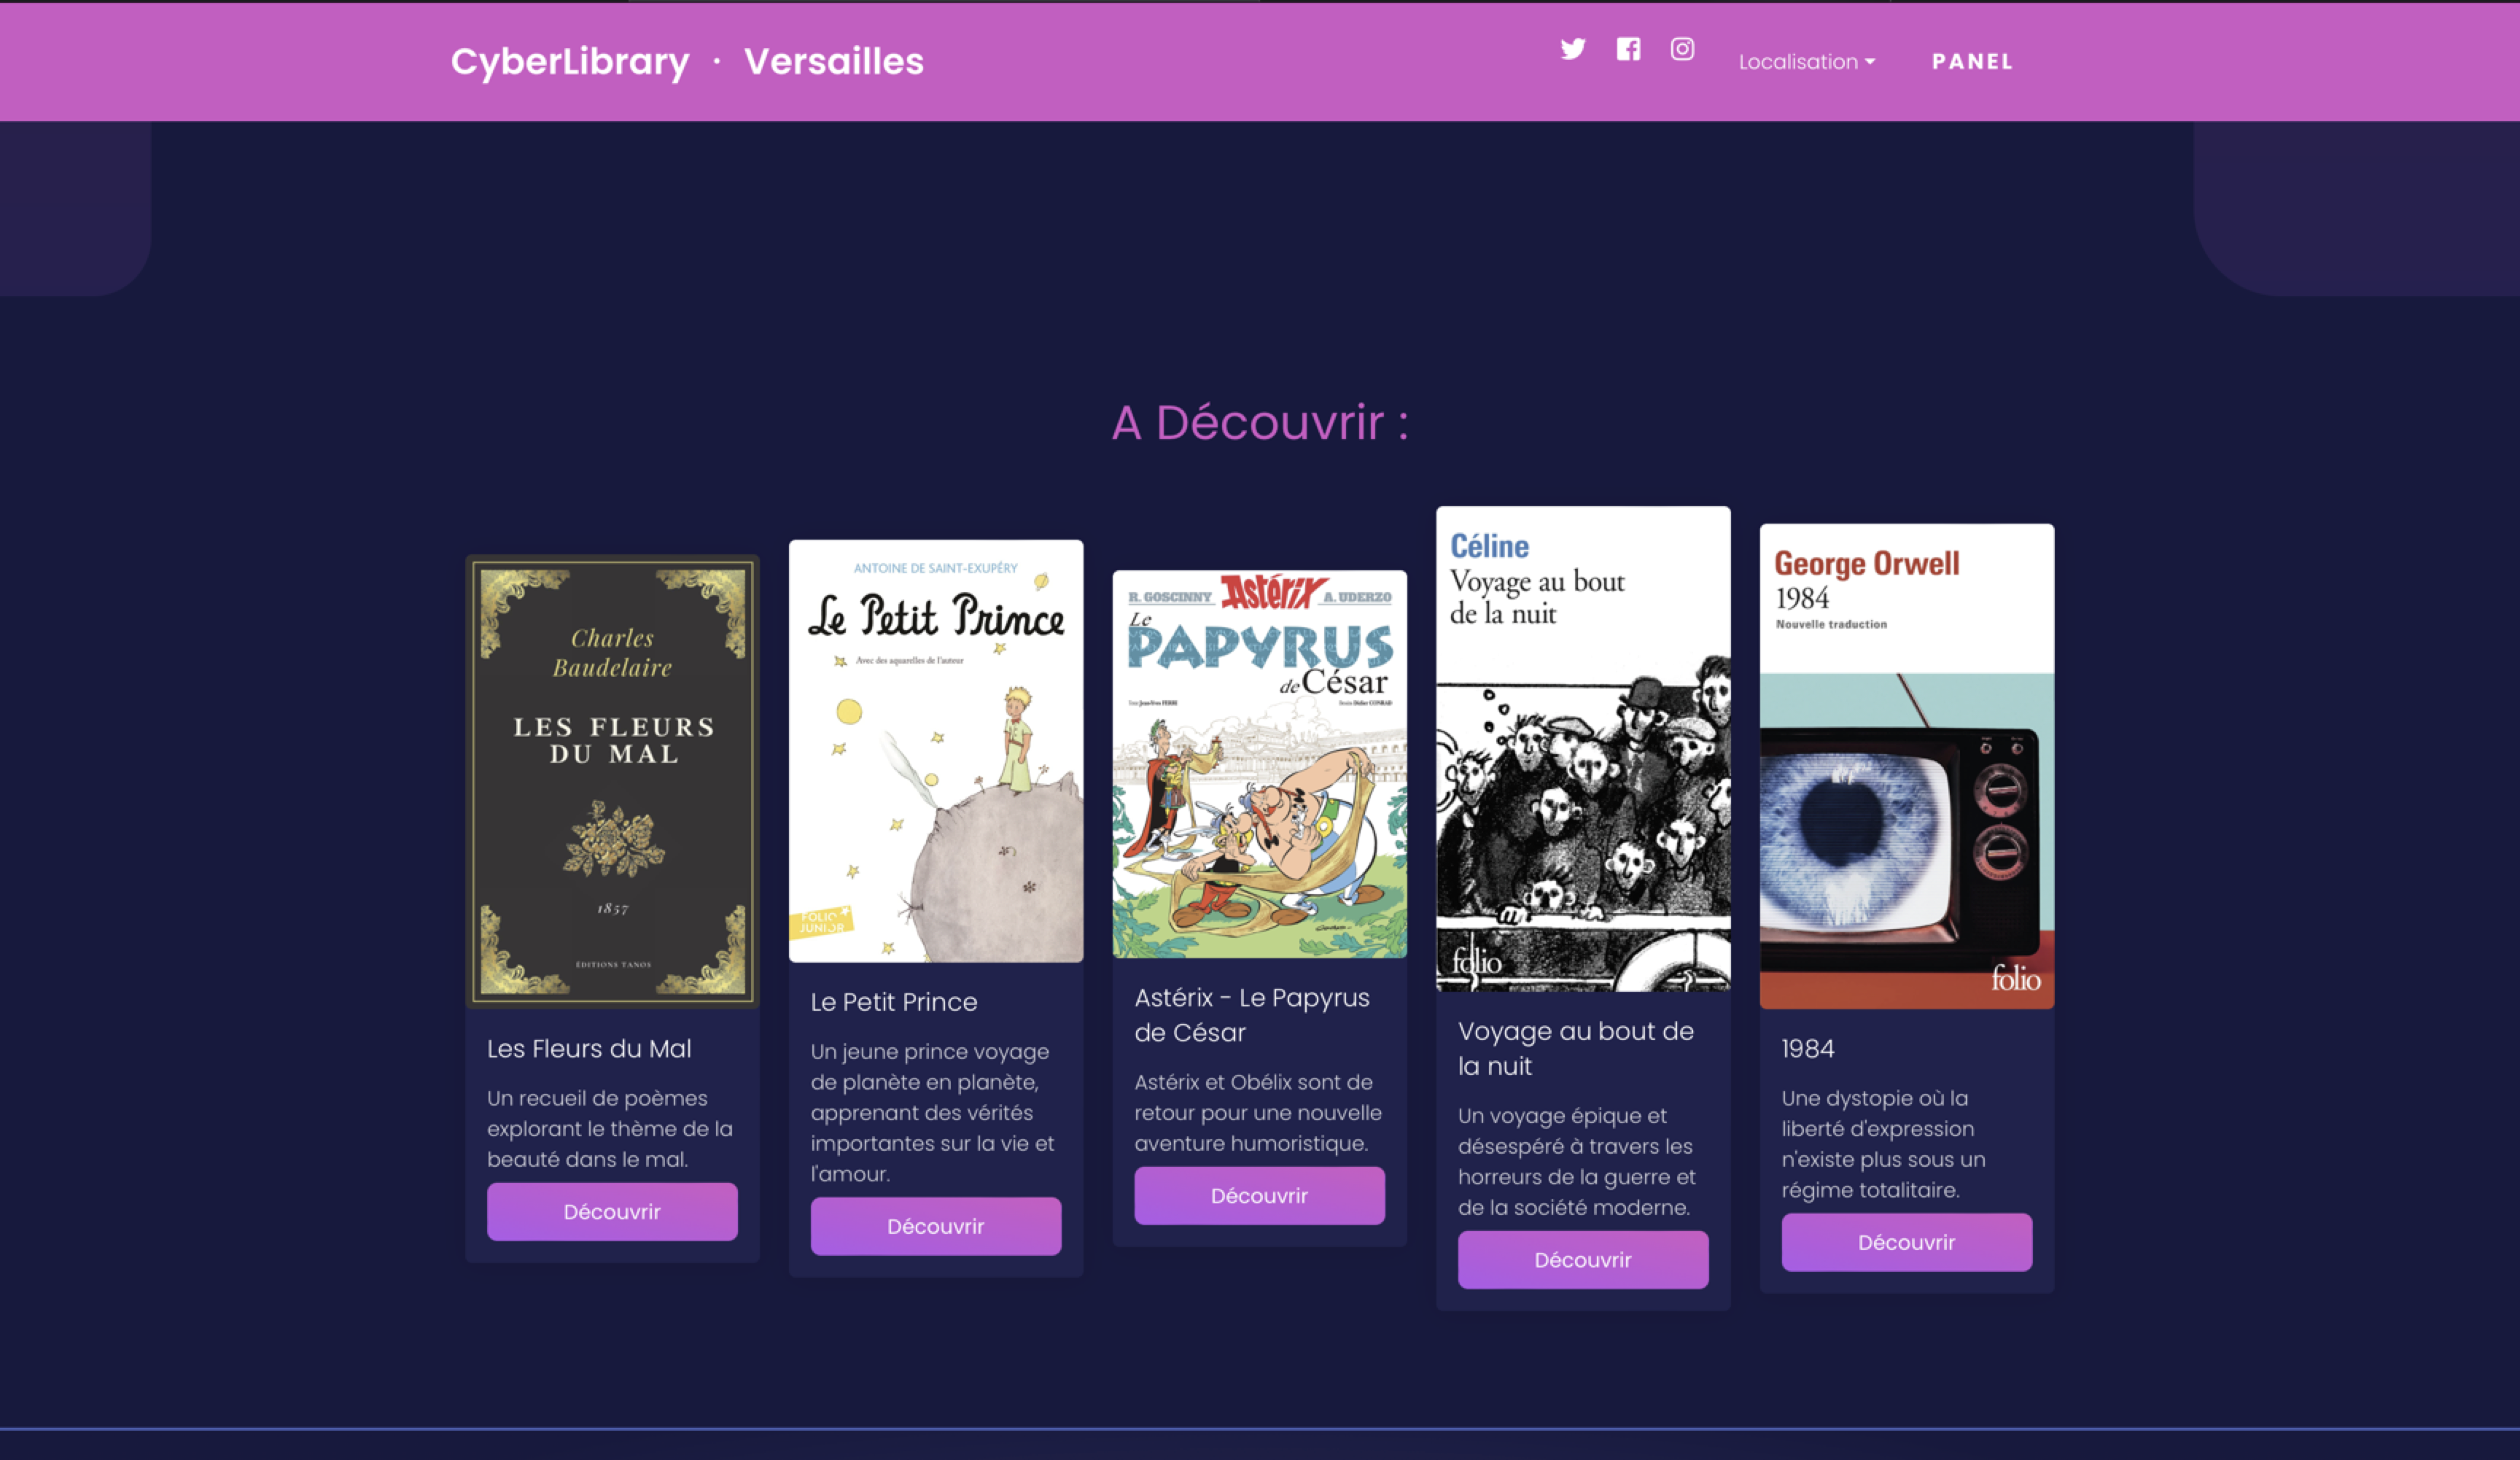 CyberLibrary · Versailles
Localisation
PANEL
A Découvrir :
Charles
Baudelaire
LES FLEURS
DU MAL
1857
ÉDITIONS TANOS
Les Fleurs du Mal
Un recueil de poèmes
explorant le thème de la
beauté dans le mal.
Découvrir
ANTOINE DE SAINT-EXUPÉRY
Le Petit Prince
Avec des aquarelles de l'auteur
FOLIO
JUNIOR
Le Petit Prince
Un jeune prince voyage
de planète en planète,
apprenant des vérités
importantes sur la vie et
l'amour.
Découvrir
R. GOSCINNY Astérix A. UDERZO
Le
PAPYRUS
de César
Texte Jean-Yves FERRI Dessin Didier CONRAD
Astérix - Le Papyrus
de César
Astérix et Obélix sont de
retour pour une nouvelle
aventure humoristique.
Découvrir
Céline
Voyage au bout
de la nuit
folio
Voyage au bout de
la nuit
Un voyage épique et
désespéré à travers les
horreurs de la guerre et
de la société moderne.
Découvrir
George Orwell
1984
Nouvelle traduction
folio
1984
Une dystopie où la
liberté d'expression
n'existe plus sous un
régime totalitaire.
Découvrir